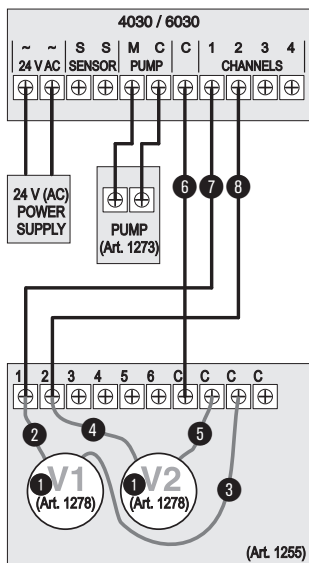 4030 / 6030
~ ~ S S M C C 1 2 3 4
24 V AC SENSOR PUMP CHANNELS
24 V (AC)
POWER
SUPPLY
PUMP
(Art. 1273)
6 7 8
1 2 3 4 5 6 C C C C
2 4 5
1 V1 1 V2 3
(Art. 1278) (Art. 1278)
(Art. 1255)